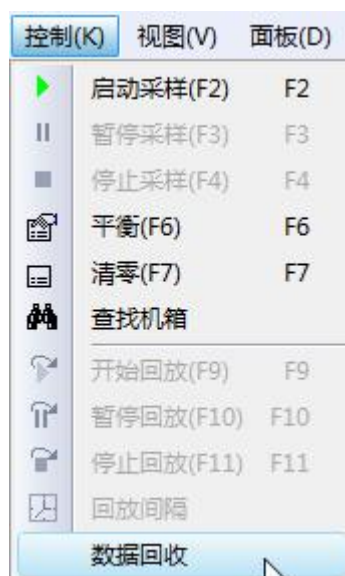 控制(K) 视图(V) 面板(D)
启动采样(F2) F2
暂停采样(F3) F3
停止采样(F4) F4
平衡(F6) F6
清零(F7) F7
查找机箱
开始回放(F9) F9
暂停回放(F10) F10
停止回放(F11) F11
回放间隔
数据回收